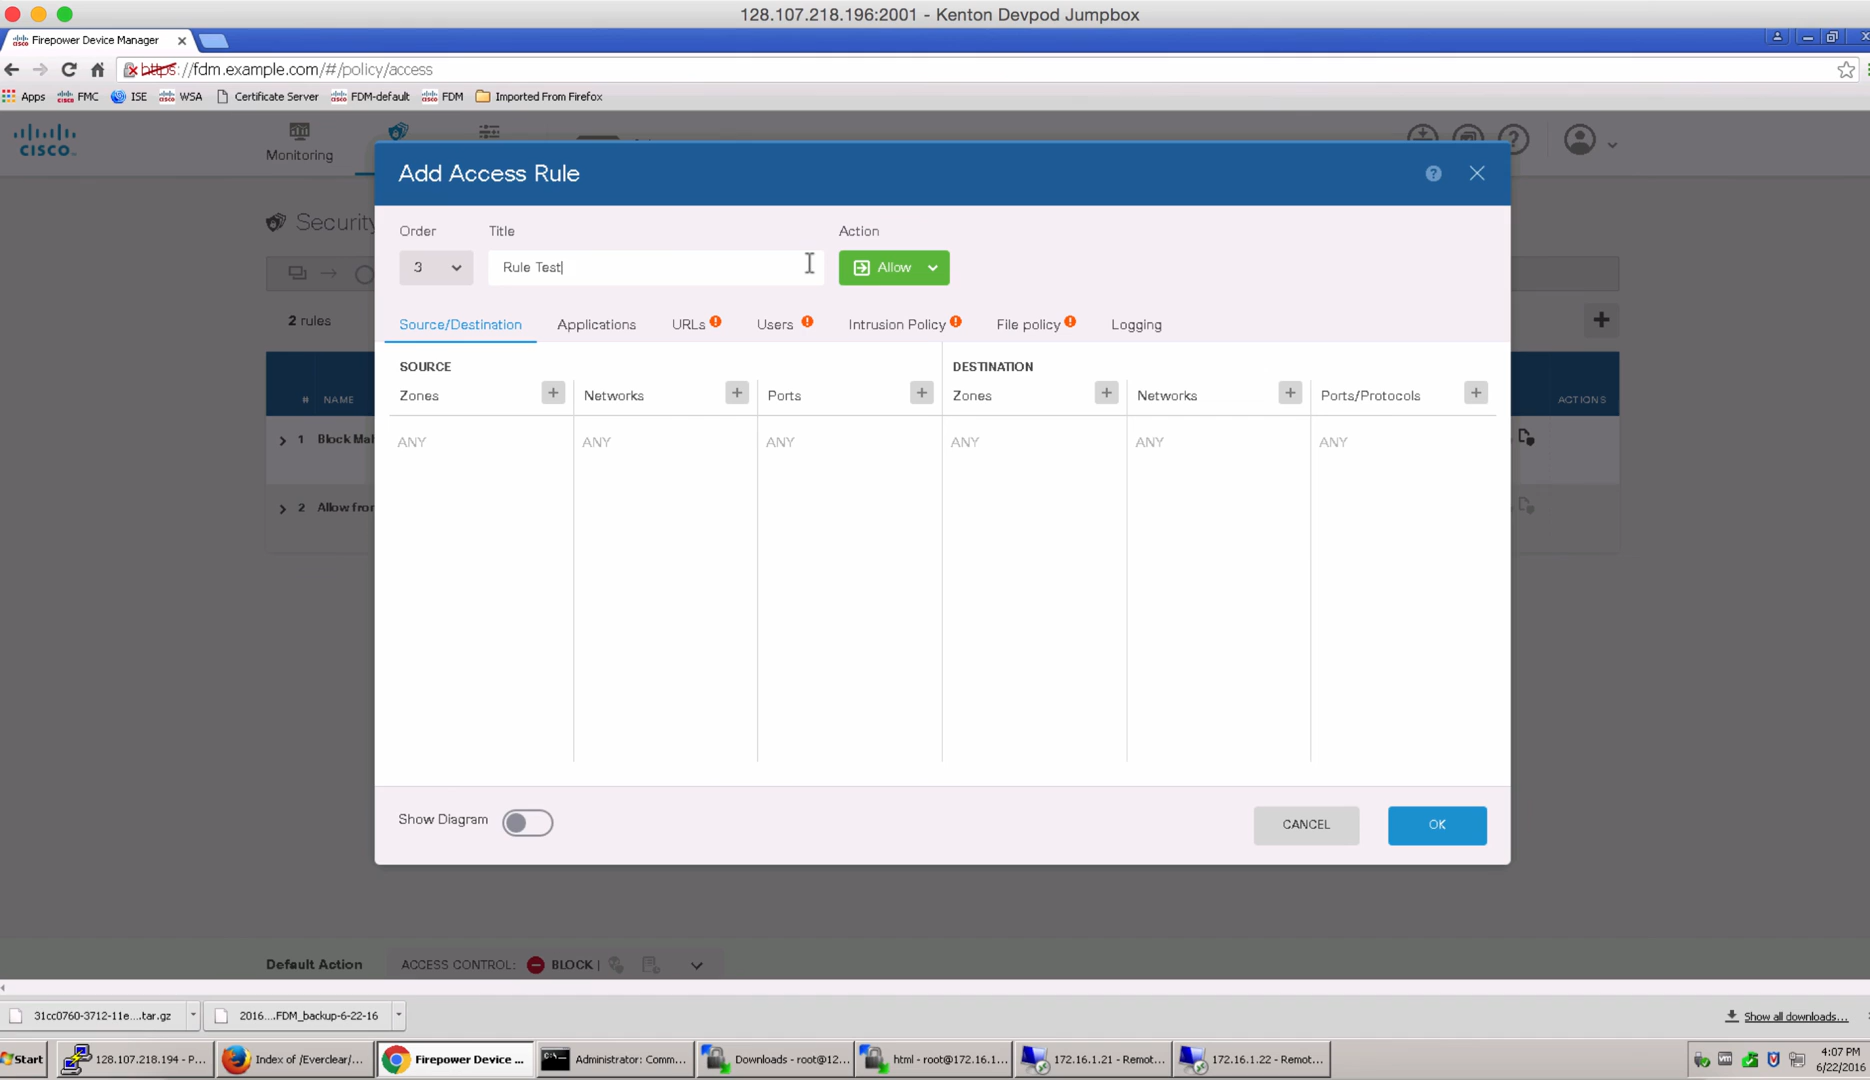 128.107.218.196:2001 - Kenton Devpod Jumpbox
Firepower Device Manager
https://fdm.example.com/#/policy/access
Apps FMC ISE WSA Certificate Server FDM-default FDM Imported From Firefox
CISCO
Monitoring
Add Access Rule
Security
Order Title Action
3 Rule Test Allow
2 rules
Source/Destination Applications URLs Users Intrusion Policy File policy Logging
SOURCE DESTINATION
Zones Networks Ports Zones Networks Ports/Protocols
# NAME ACTIONS
1 Block Mal
ANY ANY ANY ANY ANY ANY
2 Allow fro
Show Diagram CANCEL OK
Default Action ACCESS CONTROL: BLOCK |
31cc0760-3712-11e....tar.gz 2016....FDM_backup-6-22-16 Show all downloads...
Start 128.107.218.194 - P... Index of /Everclear/... Firepower Device ... Administrator: Comm... Downloads - root@12... html - root@172.16.1... 172.16.1.21 - Remot... 172.16.1.22 - Remot... 4:07 PM
6/22/2016